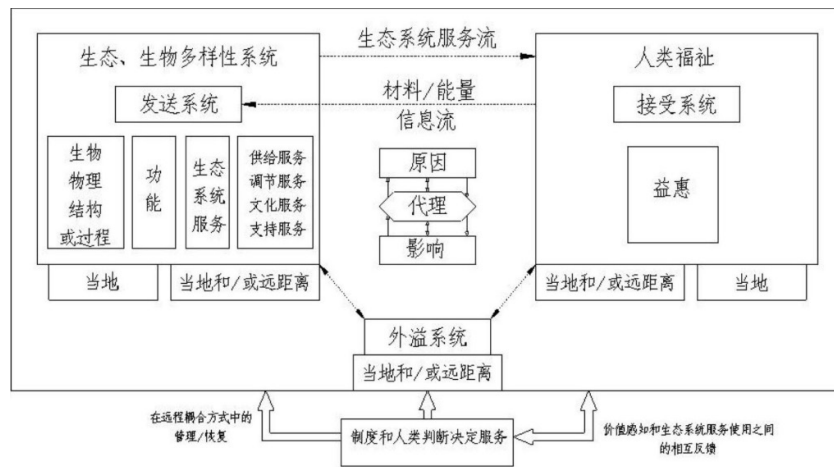 生态、生物多样性系统
生态系统服务流
人类福祉
发送系统
材料/能量
信息流
接受系统
生物
物理
结构
或过程
功
能
生态
系统
服务
供给服务
调节服务
文化服务
支持服务
原因
代理
影响
益惠
当地
当地和/或远距离
当地和/或远距离
当地
外溢系统
当地和/或远距离
在远程耦合方式中的
管理/恢复
制度和人类判断决定服务
价值感知和生态系统服务使用之间
的相互反馈